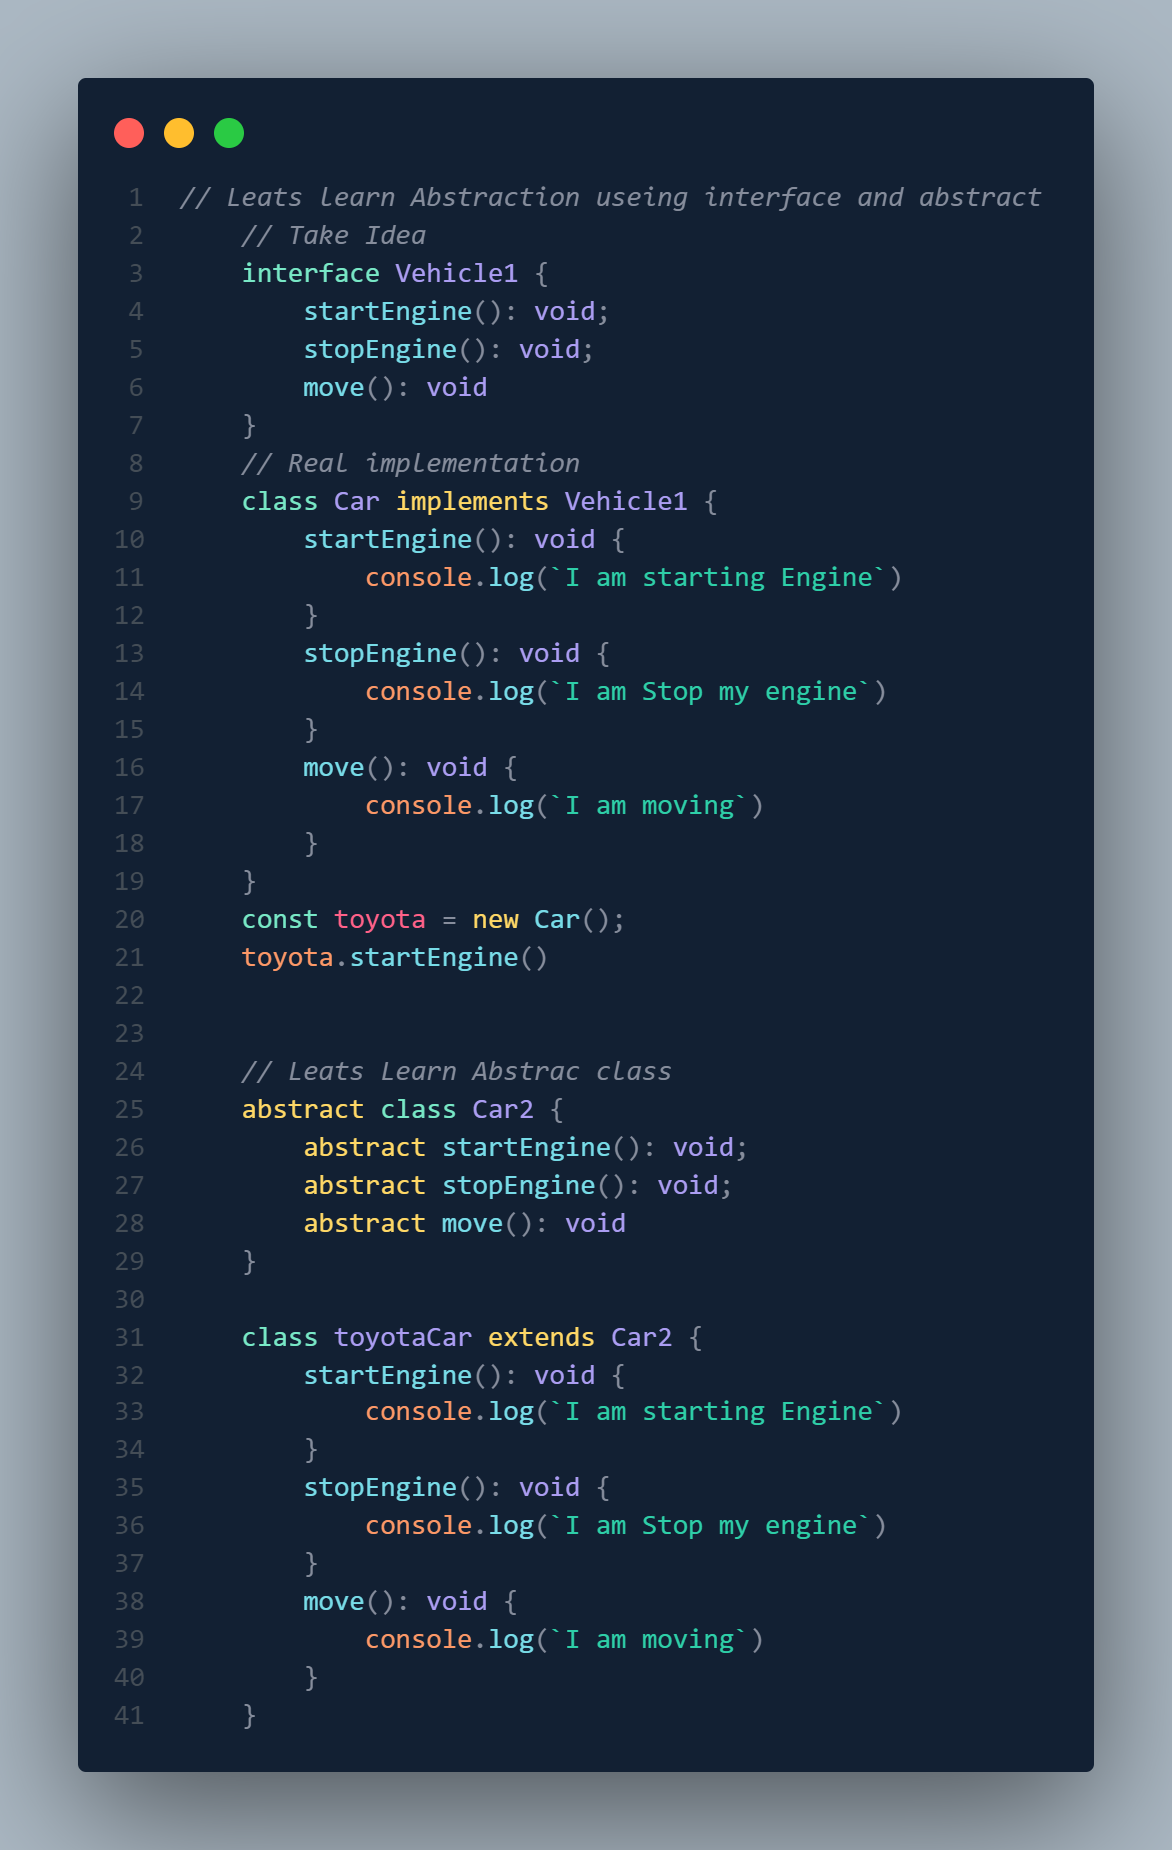 1 // Leats learn Abstraction useing interface and abstract
2     // Take Idea
3     interface Vehicle1 {
4         startEngine(): void;
5         stopEngine(): void;
6         move(): void
7     }
8     // Real implementation
9     class Car implements Vehicle1 {
10         startEngine(): void {
11             console.log(`I am starting Engine`)
12         }
13         stopEngine(): void {
14             console.log(`I am Stop my engine`)
15         }
16         move(): void {
17             console.log(`I am moving`)
18         }
19     }
20     const toyota = new Car();
21     toyota.startEngine()
22
23
24     // Leats Learn Abstrac class
25     abstract class Car2 {
26         abstract startEngine(): void;
27         abstract stopEngine(): void;
28         abstract move(): void
29     }
30
31     class toyotaCar extends Car2 {
32         startEngine(): void {
33             console.log(`I am starting Engine`)
34         }
35         stopEngine(): void {
36             console.log(`I am Stop my engine`)
37         }
38         move(): void {
39             console.log(`I am moving`)
40         }
41     }